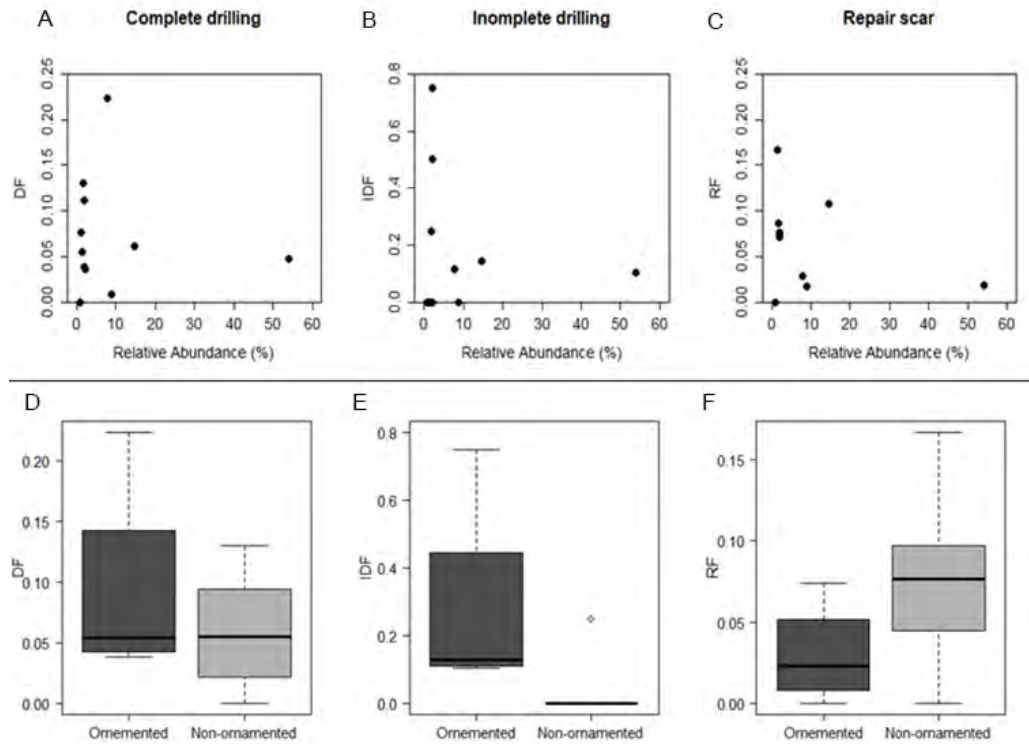 A Complete drilling
B Inomplete drilling
C Repair scar
DF
0.00 0.05 0.10 0.15 0.20 0.25
0 10 20 30 40 50 60
Relative Abundance (%)
IDF
0.0 0.2 0.4 0.6 0.8
0 10 20 30 40 50 60
Relative Abundance (%)
RF
0.00 0.05 0.10 0.15 0.20 0.25
0 10 20 30 40 50 60
Relative Abundance (%)
D
DF
0.20
0.15
0.10
0.05
0.00
Ornemented Non-ornamented
E
IDF
0.8
0.6
0.4
0.2
0.0
Ornemented Non-ornamented
F
RF
0.15
0.10
0.05
0.00
Ornemented Non-ornamented